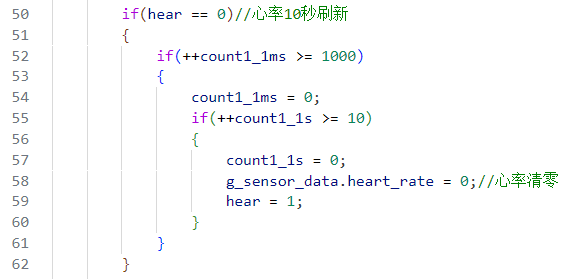 50 if(hear == 0)//心率10秒刷新
51 {
52 if(++count1_1ms >= 1000)
53 {
54 count1_1ms = 0;
55 if(++count1_1s >= 10)
56 {
57 count1_1s = 0;
58 g_sensor_data.heart_rate = 0;//心率清零
59 hear = 1;
60 }
61 }
62 }